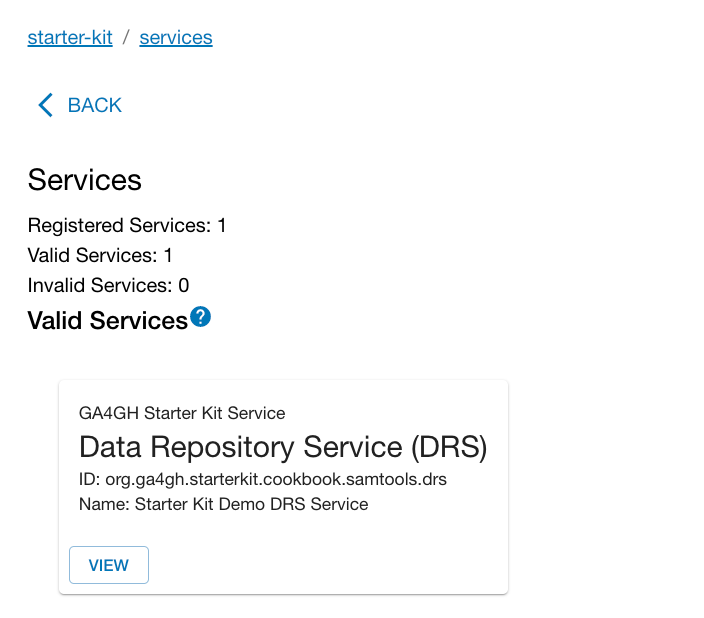 starter-kit / services
BACK
Services
Registered Services: 1
Valid Services: 1
Invalid Services: 0
Valid Services?
GA4GH Starter Kit Service
Data Repository Service (DRS)
ID: org.ga4gh.starterkit.cookbook.samtools.drs
Name: Starter Kit Demo DRS Service
VIEW